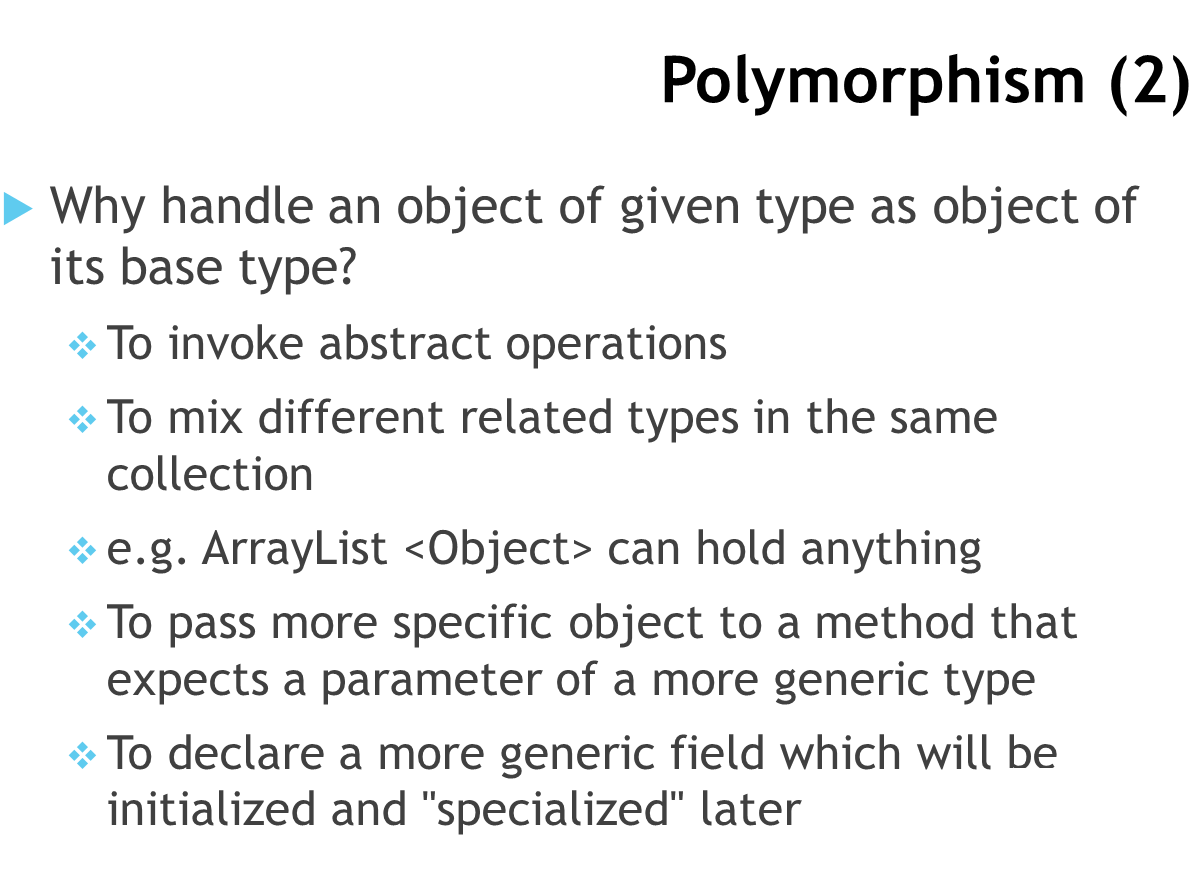 Polymorphism (2)
Why handle an object of given type as object of
its base type?
To invoke abstract operations
To mix different related types in the same
collection
e.g. ArrayList <Object> can hold anything
To pass more specific object to a method that
expects a parameter of a more generic type
To declare a more generic field which will be
initialized and "specialized" later